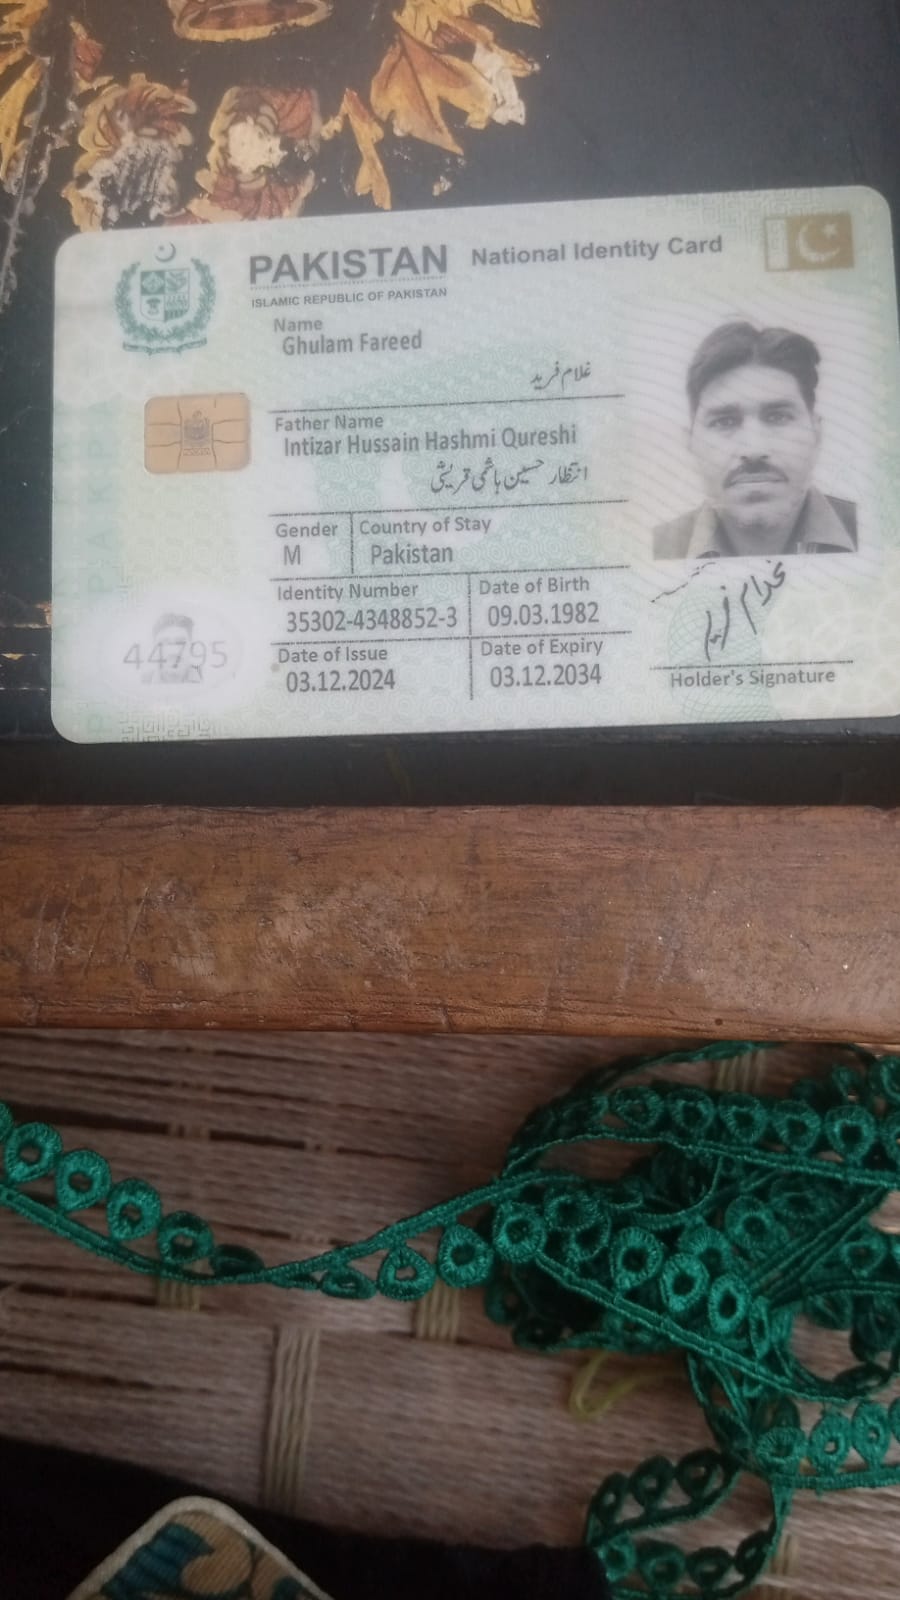 PAKISTAN National Identity Card
ISLAMIC REPUBLIC OF PAKISTAN
Name
Ghulam Fareed
غلام فرید
Father Name
Intizar Hussain Hashmi Qureshi
انتظار حسین ہاشمی قریشی
Gender Country of Stay
M Pakistan
Identity Number Date of Birth
35302-4348852-3 09.03.1982
Date of Issue Date of Expiry
03.12.2024 03.12.2034
44795
غلام فرید
Holder's Signature